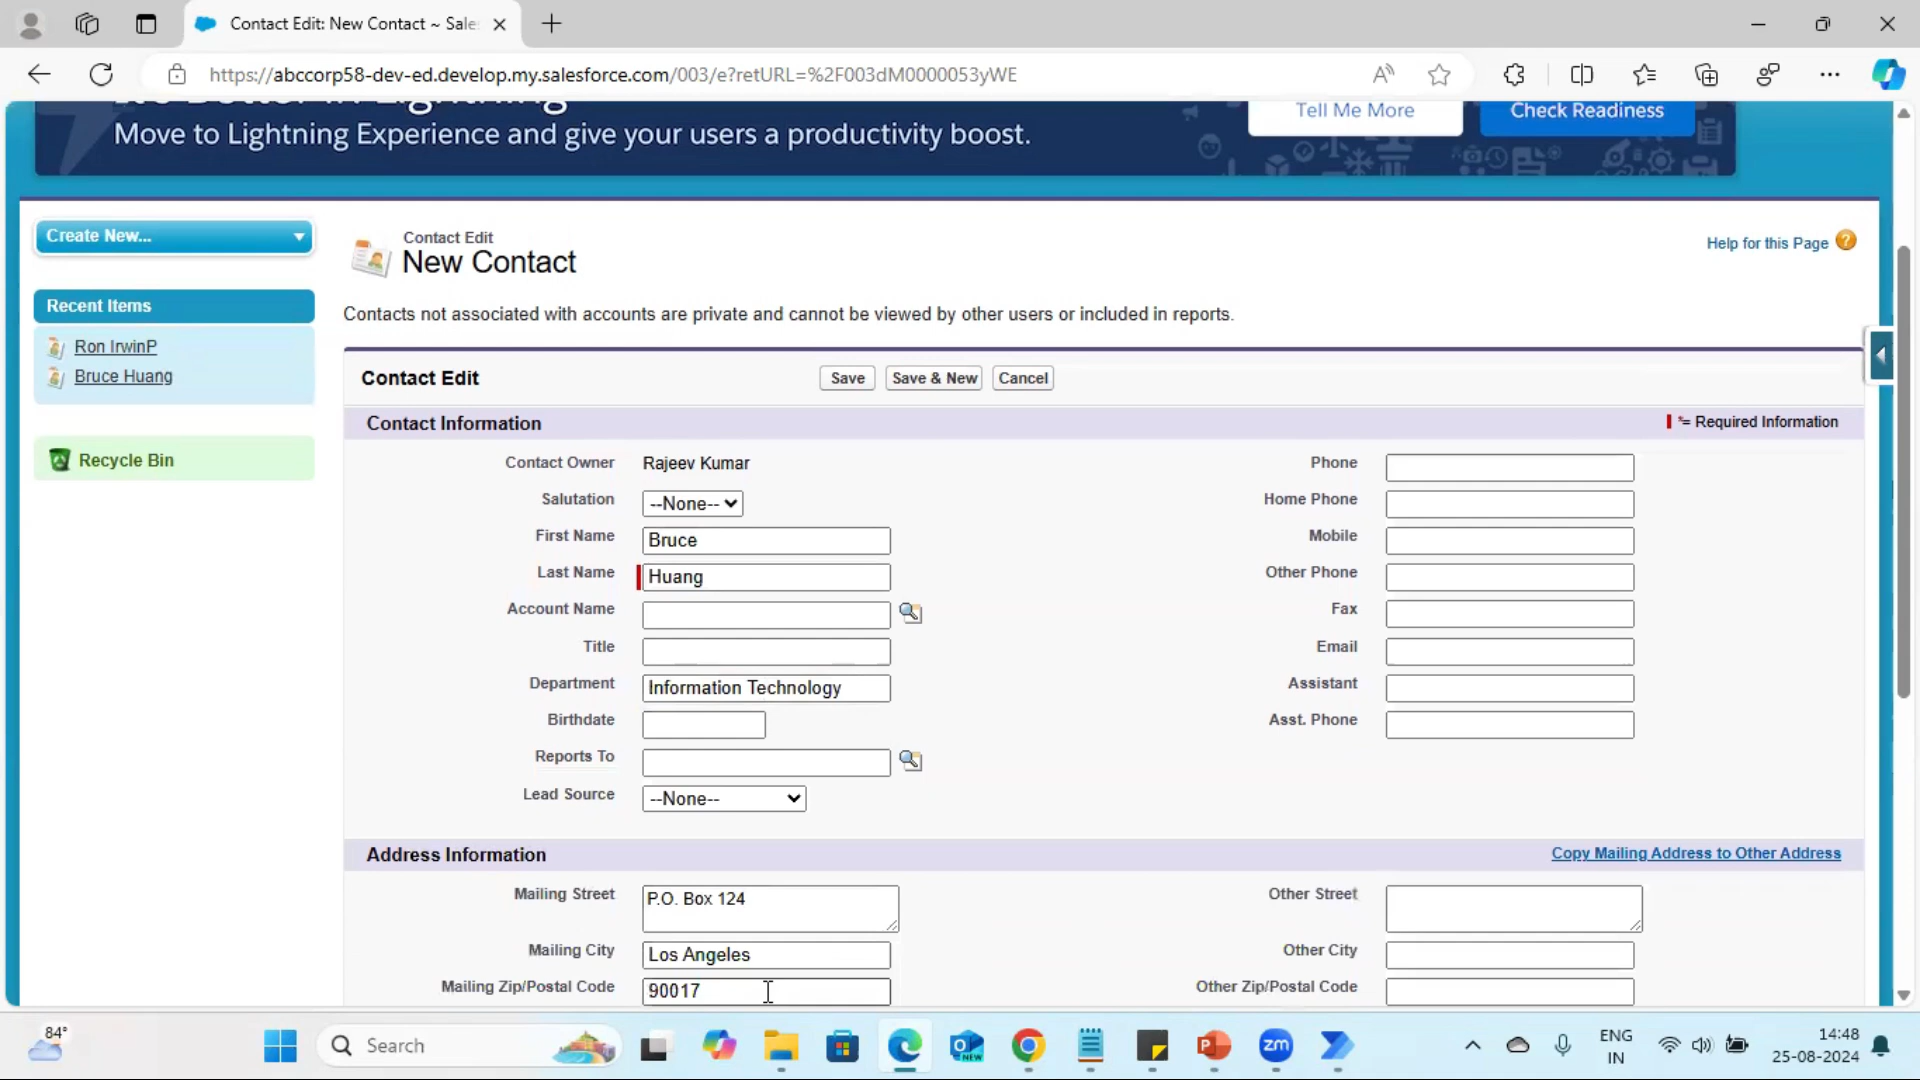 Contact Edit: New Contact ~ Sale
https://abccorp58-dev-ed.develop.my.salesforce.com/003/e?retURL=%2F003dM0000053yWE
Move to Lightning Experience and give your users a productivity boost.
Tell Me More
Check Readiness
Create New...
Contact Edit
New Contact
Help for this Page
Recent Items
Ron IrwinP
Bruce Huang
Recycle Bin
Contacts not associated with accounts are private and cannot be viewed by other users or included in reports.
Contact Edit
Save
Save & New
Cancel
Contact Information
= Required Information
Contact Owner Rajeev Kumar
Phone
Salutation --None--
Home Phone
First Name Bruce
Mobile
Last Name Huang
Other Phone
Account Name
Fax
Title
Email
Department Information Technology
Assistant
Birthdate
Asst. Phone
Reports To
Lead Source --None--
Address Information
Copy Mailing Address to Other Address
Mailing Street P.O. Box 124
Other Street
Mailing City Los Angeles
Other City
Mailing Zip/Postal Code 90017
Other Zip/Postal Code
84°
Search
ENG
IN
14:48
25-08-2024